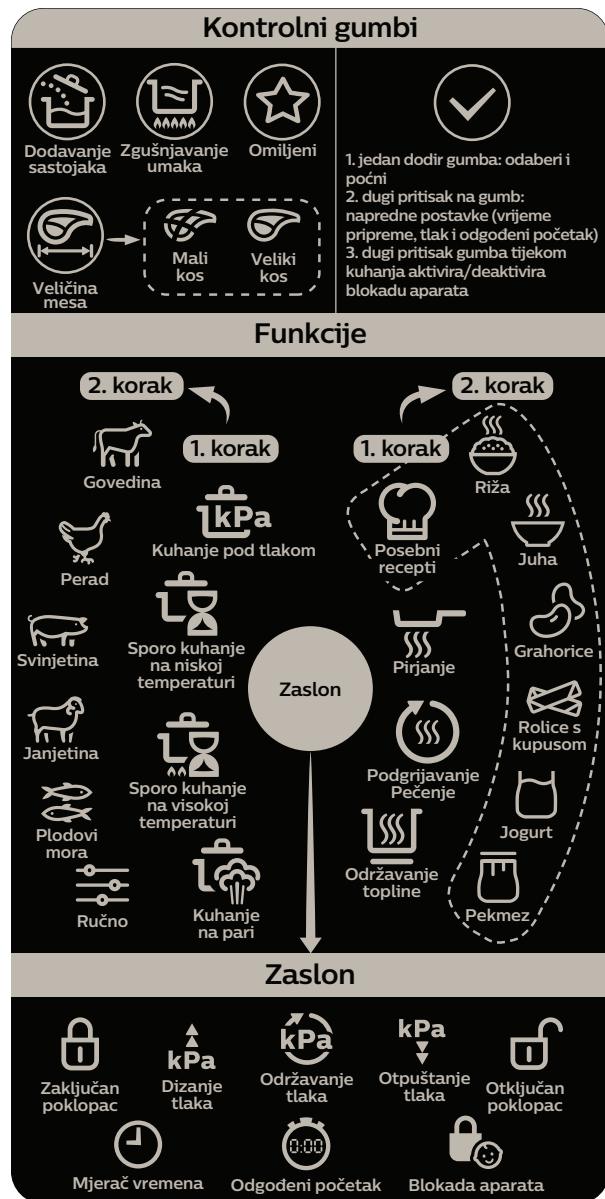 Kontrolni gumbi
Dodavanje
sastojaka
Zgušnjavanje
umaka
Omiljeni
Veličina
mesa
Mali
kos
Veliki
kos
1. jedan dodir gumba: odaberi i
poćni
2. dugi pritisak na gumb:
napredne postavke (vrijeme
pripreme, tlak i odgođeni početak)
3. dugi pritisak gumba tijekom
kuhanja aktivira/deaktivira
blokadu aparata
Funkcije
2. korak
1. korak
Govedina
Perad
Svinjetina
Janjetina
Plodovi
mora
Ručno
kPa
Kuhanje pod tlakom
Sporo kuhanje
na niskoj
temperaturi
Sporo kuhanje
na visokoj
temperaturi
Kuhanje
na pari
Zaslon
1. korak
2. korak
Posebni
recepti
Pirjanje
Podgrijavanje
Pečenje
Održavanje
topline
Riža
Juha
Grahorice
Rolice s
kupusom
Jogurt
Pekmez
Zaslon
Zaključan
poklopac
kPa
Dizanje
tlaka
kPa
Održavanje
tlaka
kPa
Otpuštanje
tlaka
Otključan
poklopac
Mjerač vremena
0:00
Odgođeni početak
Blokada aparata